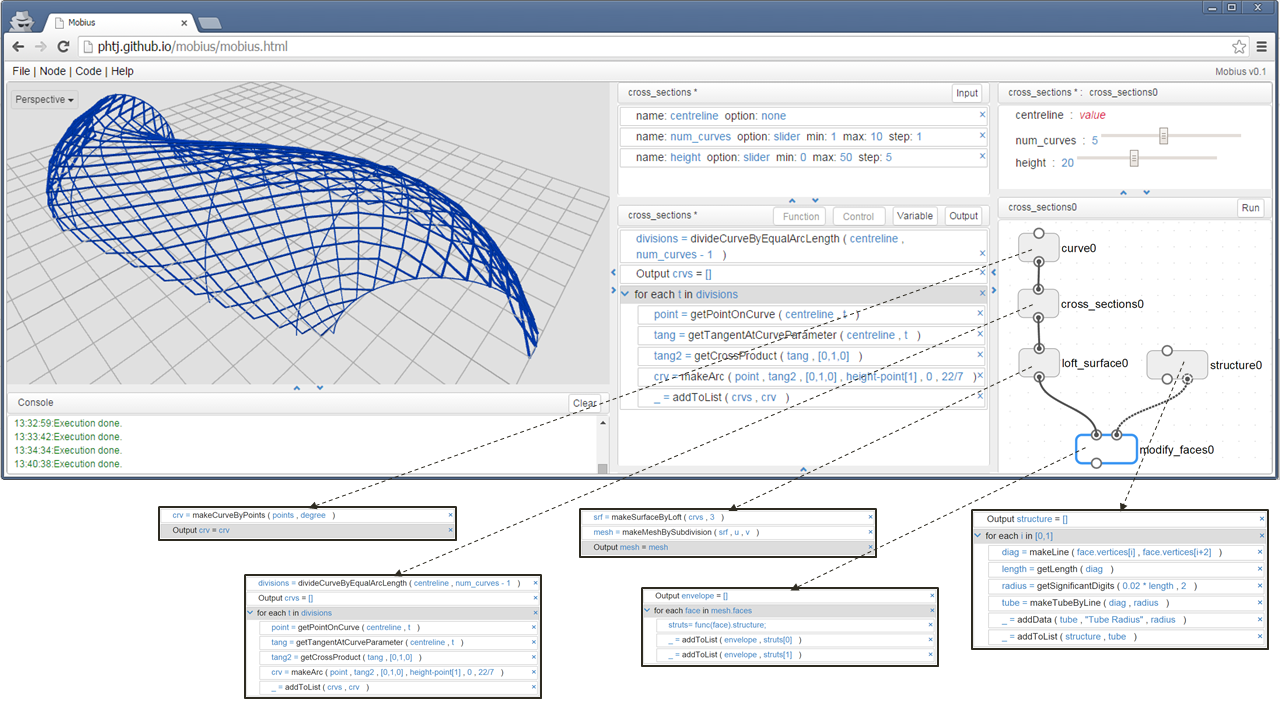 Mobius
phtj.github.io/mobius/mobius.html
File | Node | Code | Help
Mobius v0.1
Perspective
Console
Clear
13:32:59:Execution done.
13:33:42:Execution done.
13:34:34:Execution done.
13:40:38:Execution done.
cross_sections *
Input
name: centreline option: none
name: num_curves option: slider min: 1 max: 10 step: 1
name: height option: slider min: 0 max: 50 step: 5
cross_sections *
Function
Control
Variable
Output
divisions = divideCurveByEqualArcLength ( centreline ,
num_curves - 1 )
Output crvs = []
for each t in divisions
point = getPointOnCurve ( centreline , t )
tang = getTangentAtCurveParameter ( centreline , t )
tang2 = getCrossProduct ( tang , [0,1,0] )
crv = makeArc ( point , tang2 , [0,1,0] , height-point[1] , 0 , 22/7 )
_ = addToList ( crvs , crv )
cross_sections * : cross_sections0
centreline : value
num_curves : 5
height : 20
cross_sections0
Run
curve0
cross_sections0
loft_surface0
structure0
modify_faces0
crv = makeCurveByPoints ( points , degree )
Output crv = crv
divisions = divideCurveByEqualArcLength ( centreline , num_curves - 1 )
Output crvs = []
for each t in divisions
point = getPointOnCurve ( centreline , t )
tang = getTangentAtCurveParameter ( centreline , t )
tang2 = getCrossProduct ( tang , [0,1,0] )
crv = makeArc ( point , tang2 , [0,1,0] , height-point[1] , 0 , 22/7 )
_ = addToList ( crvs , crv )
srf = makeSurfaceByLoft ( crvs , 3 )
mesh = makeMeshBySubdivision ( srf , u , v )
Output mesh = mesh
Output envelope = []
for each face in mesh.faces
struts= func(face).structure;
_ = addToList ( envelope , struts[0] )
_ = addToList ( envelope , struts[1] )
Output structure = []
for each i in [0,1]
diag = makeLine ( face.vertices[i] , face.vertices[i+2] )
length = getLength ( diag )
radius = getSignificantDigits ( 0.02 * length , 2 )
tube = makeTubeByLine ( diag , radius )
_ = addData ( tube , "Tube Radius" , radius )
_ = addToList ( structure , tube )